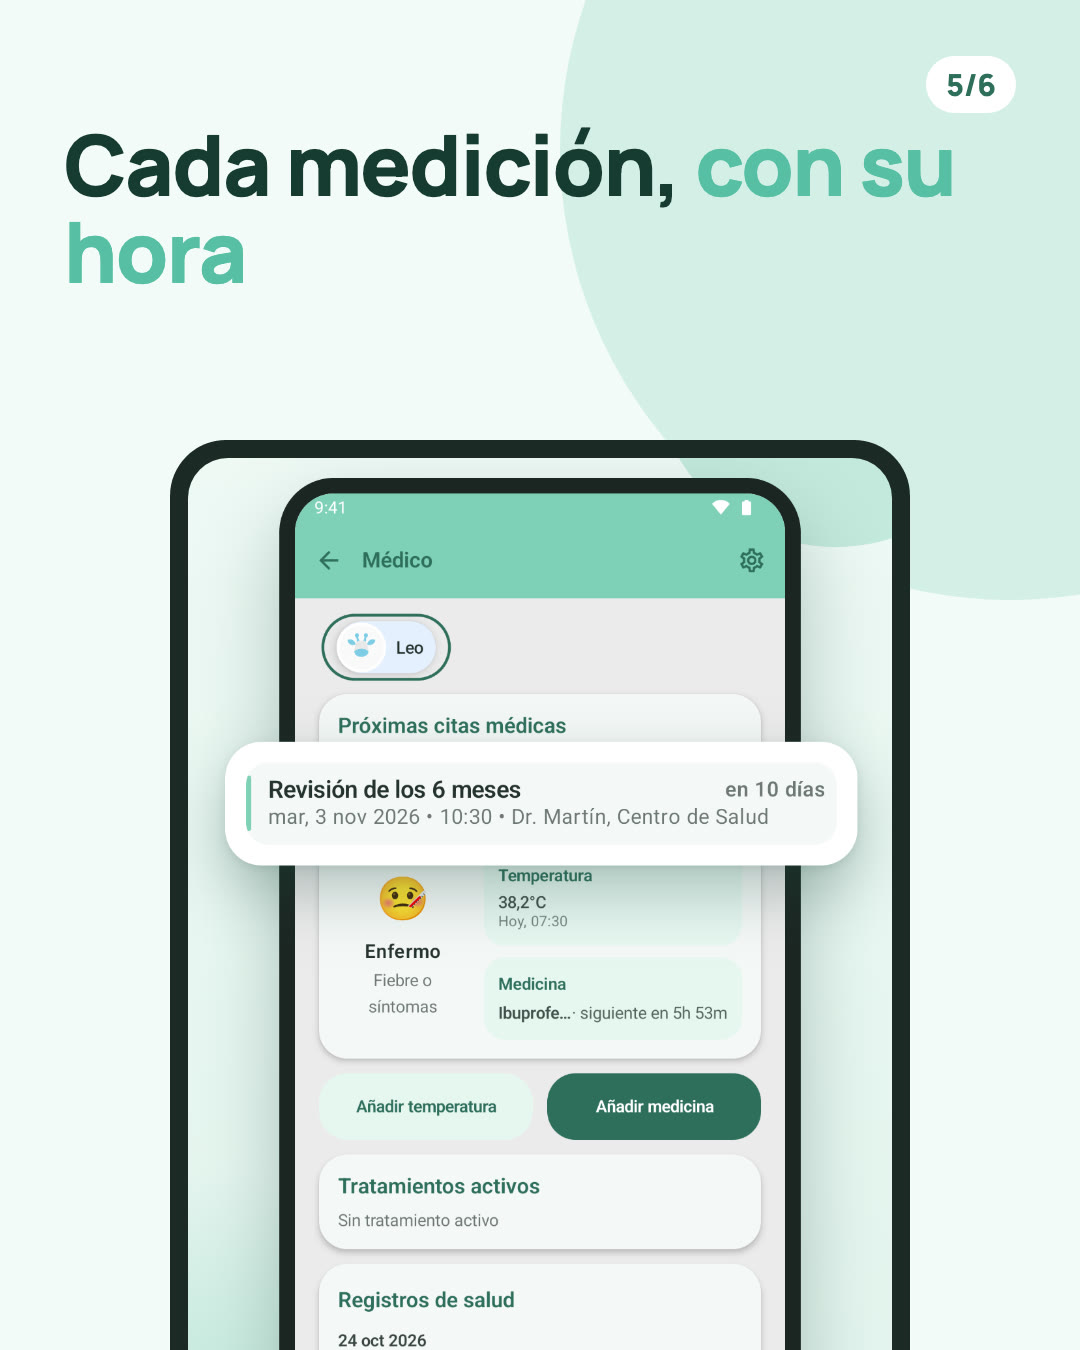 5/6
Cada medición, con su
hora
9:41
Médico
Leo
Próximas citas médicas
Revisión de los 6 meses
en 10 días
mar, 3 nov 2026 • 10:30 • Dr. Martín, Centro de Salud
Temperatura
38,2°C
Hoy, 07:30
Enfermo
Fiebre o
síntomas
Medicina
Ibuprofe...· siguiente en 5h 53m
Añadir temperatura
Añadir medicina
Tratamientos activos
Sin tratamiento activo
Registros de salud
24 oct 2026